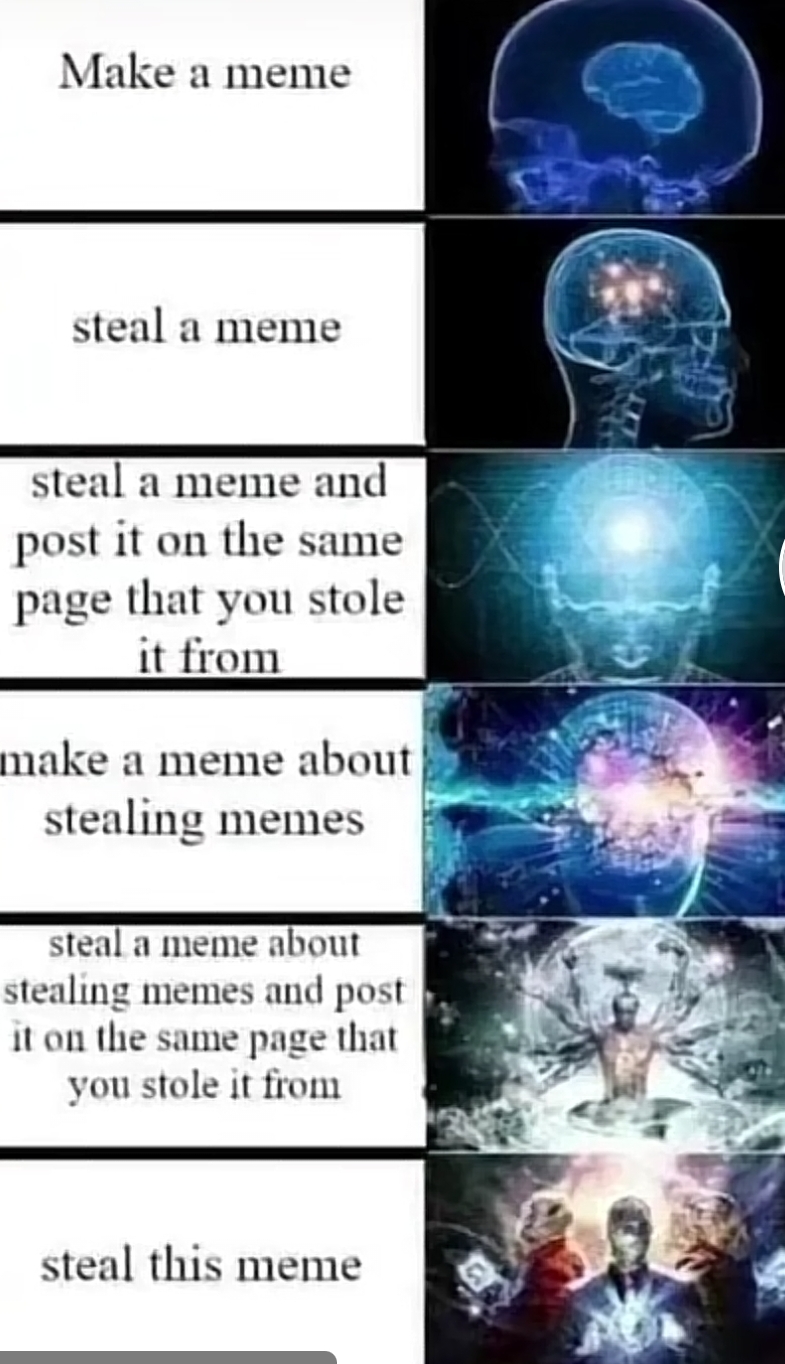 Make a meme
steal a meme
steal a meme and
post it on the same
page that you stole
it from
make a meme about
stealing memes
steal a meme about
stealing memes and post
it on the same page that
you stole it from
steal this meme